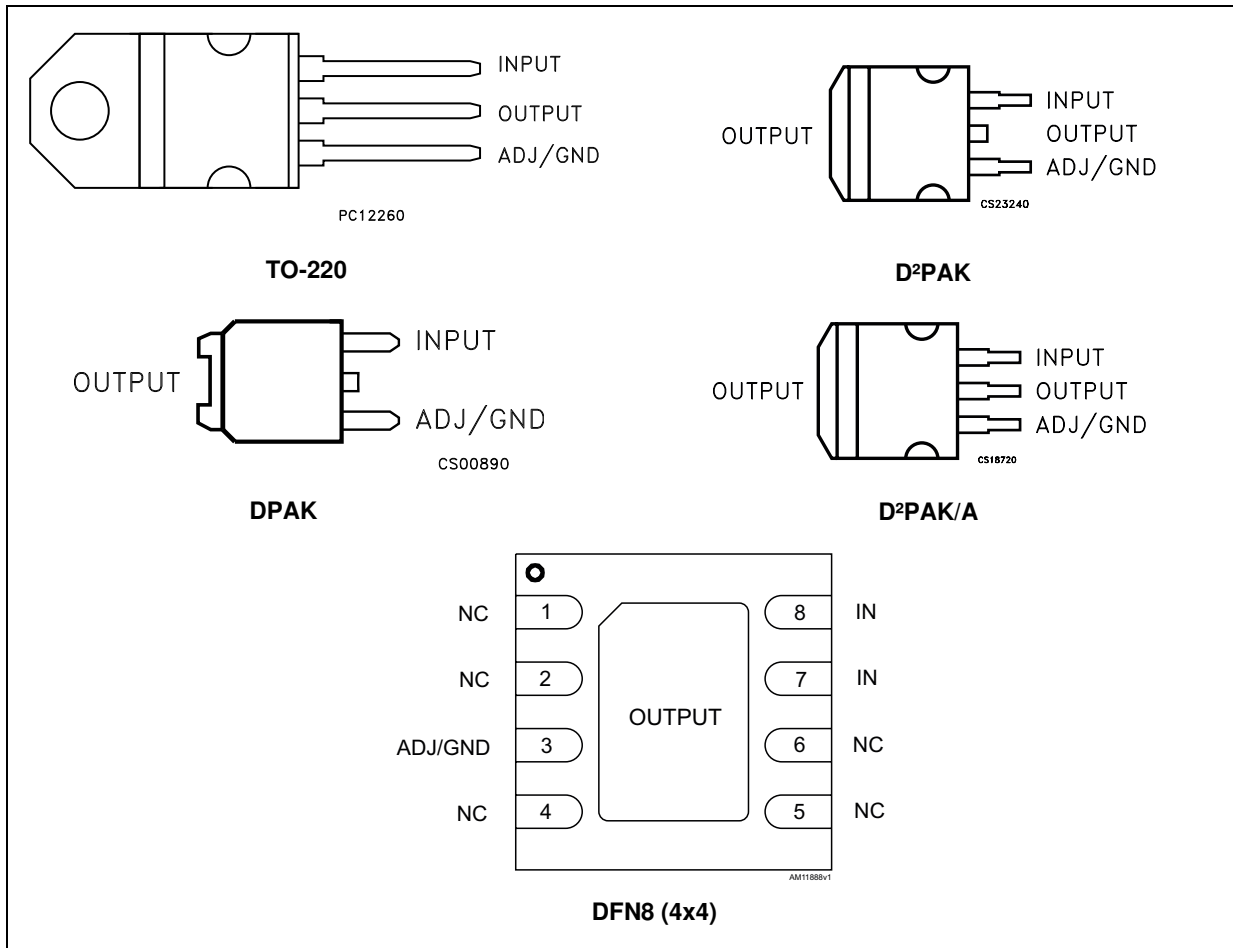 INPUT
OUTPUT
ADJ/GND
PC12260
TO-220
OUTPUT
INPUT
OUTPUT
ADJ/GND
CS23240
D²PAK
OUTPUT
INPUT
ADJ/GND
CS00890
DPAK
OUTPUT
INPUT
OUTPUT
ADJ/GND
CS18720
D²PAK/A
NC 1 8 IN
NC 2 7 IN
OUTPUT
ADJ/GND 3 6 NC
NC 4 5 NC
AM11888v1
DFN8 (4x4)